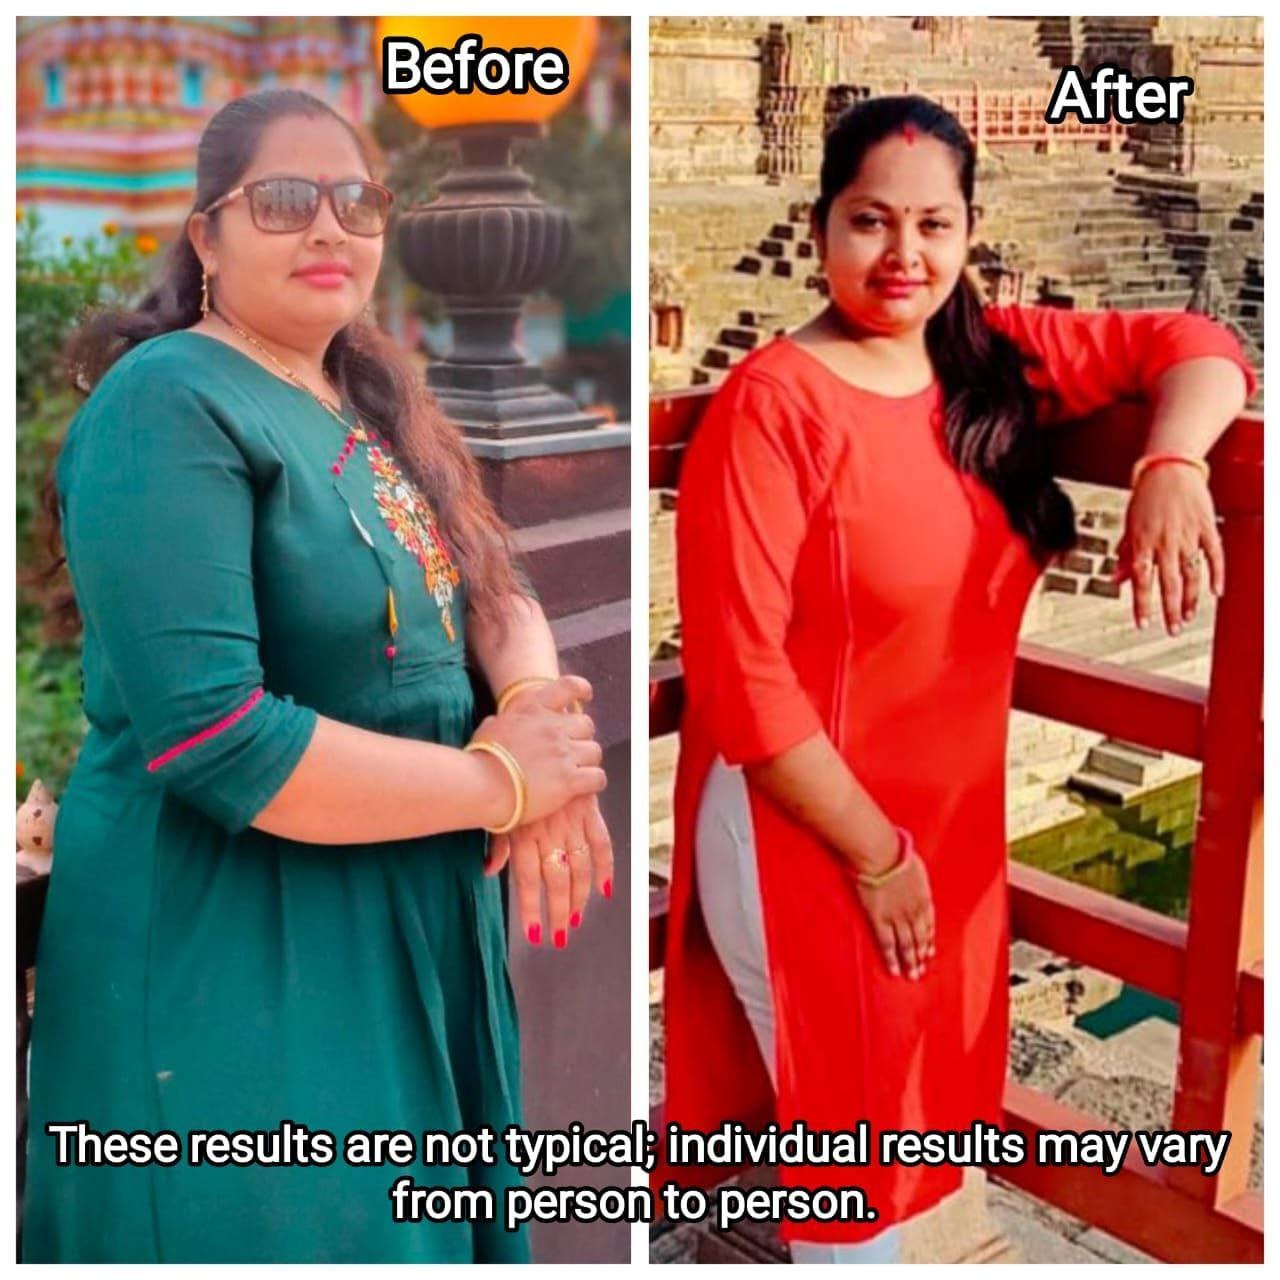 Before
After
These results are not typical; individual results may vary
from person to person.